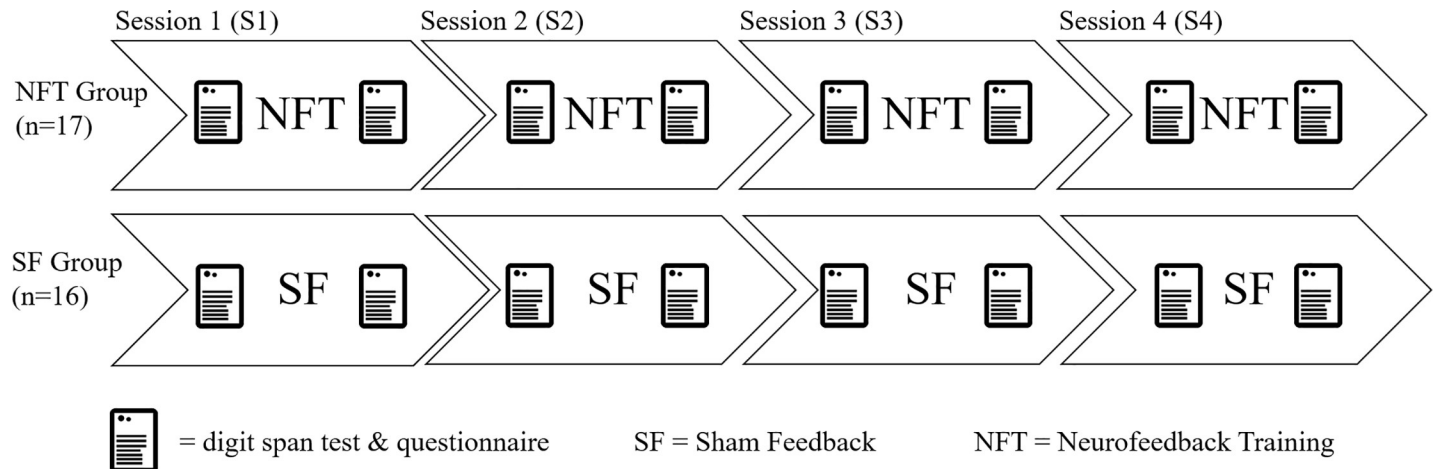 Session 1 (S1) Session 2 (S2) Session 3 (S3) Session 4 (S4)
NFT Group
(n=17)
NFT NFT NFT NFT
SF Group
(n=16)
SF SF SF SF
= digit span test & questionnaire SF = Sham Feedback NFT = Neurofeedback Training